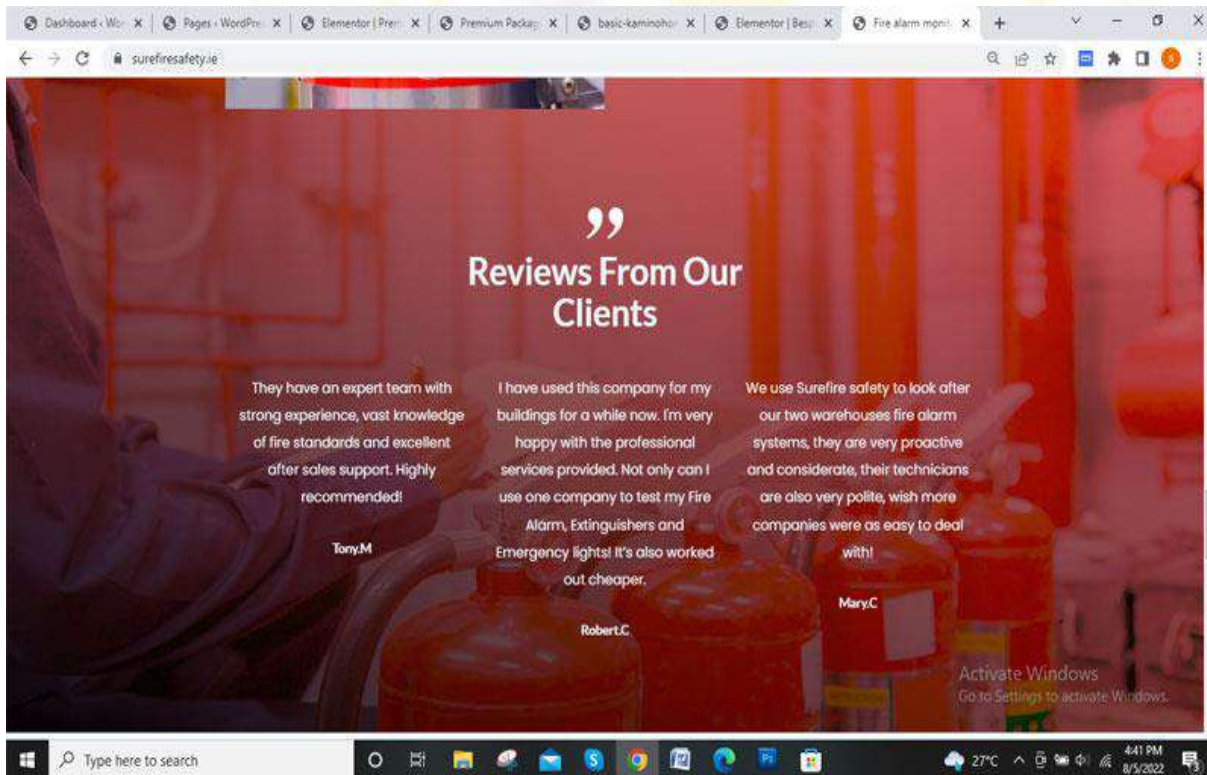 Dashboard ‹ Wo
Pages ‹ WordPre
Elementor | Prem
Premium Packag
basic-kaminoho
Elementor | Besp
Fire alarm monit
surefiresafety.ie
”
Reviews From Our
Clients
They have an expert team with
strong experience, vast knowledge
of fire standards and excellent
after sales support. Highly
recommended!
Tony.M
I have used this company for my
buildings for a while now. I'm very
happy with the professional
services provided. Not only can I
use one company to test my Fire
Alarm, Extinguishers and
Emergency lights! It's also worked
out cheaper.
Robert.C
We use Surefire safety to look after
our two warehouses fire alarm
systems, they are very proactive
and considerate, their technicians
are also very polite, wish more
companies were as easy to deal
with!
Mary.C
Activate Windows
Go to Settings to activate Windows.
Type here to search
27°C
4:41 PM
8/5/2022